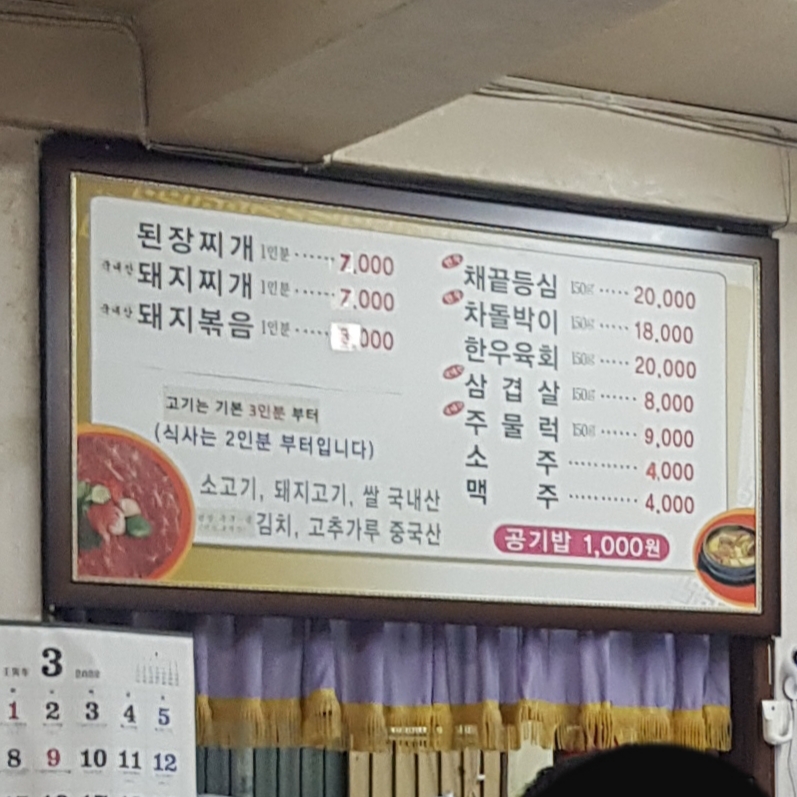 된장찌개 1인분 ······ 7,000
국내산 돼지찌개 1인분 ······ 7,000
국내산 돼지볶음 1인분 ······ ,000
고기는 기본 3인분 부터
(식사는 2인분 부터입니다)
소고기, 돼지고기, 쌀 국내산
김치, 고추가루 중국산
채끝등심 150g ····· 20,000
차돌박이 150g ····· 18,000
한우육회 150g ····· 20,000
삼겹살 150g ······ 8,000
주물럭 150g ······ 9,000
소주 ··········· 4,000
맥주 ··········· 4,000
공기밥 1,000원
3
1 2 3 4 5
8 9 10 11 12